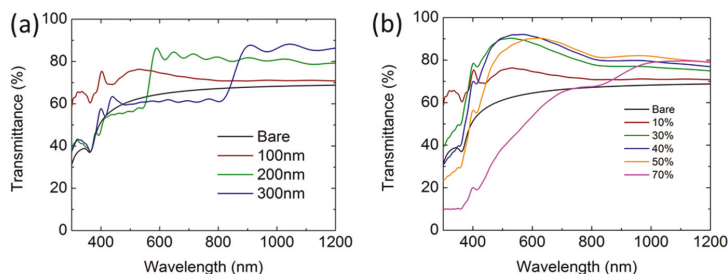 (a)
100
80
60
40
20
0
Transmittance (%)
Bare
100nm
200nm
300nm
400 600 800 1000 1200
Wavelength (nm)
(b)
100
80
60
40
20
0
Transmittance (%)
Bare
10%
30%
40%
50%
70%
400 600 800 1000 1200
Wavelength (nm)